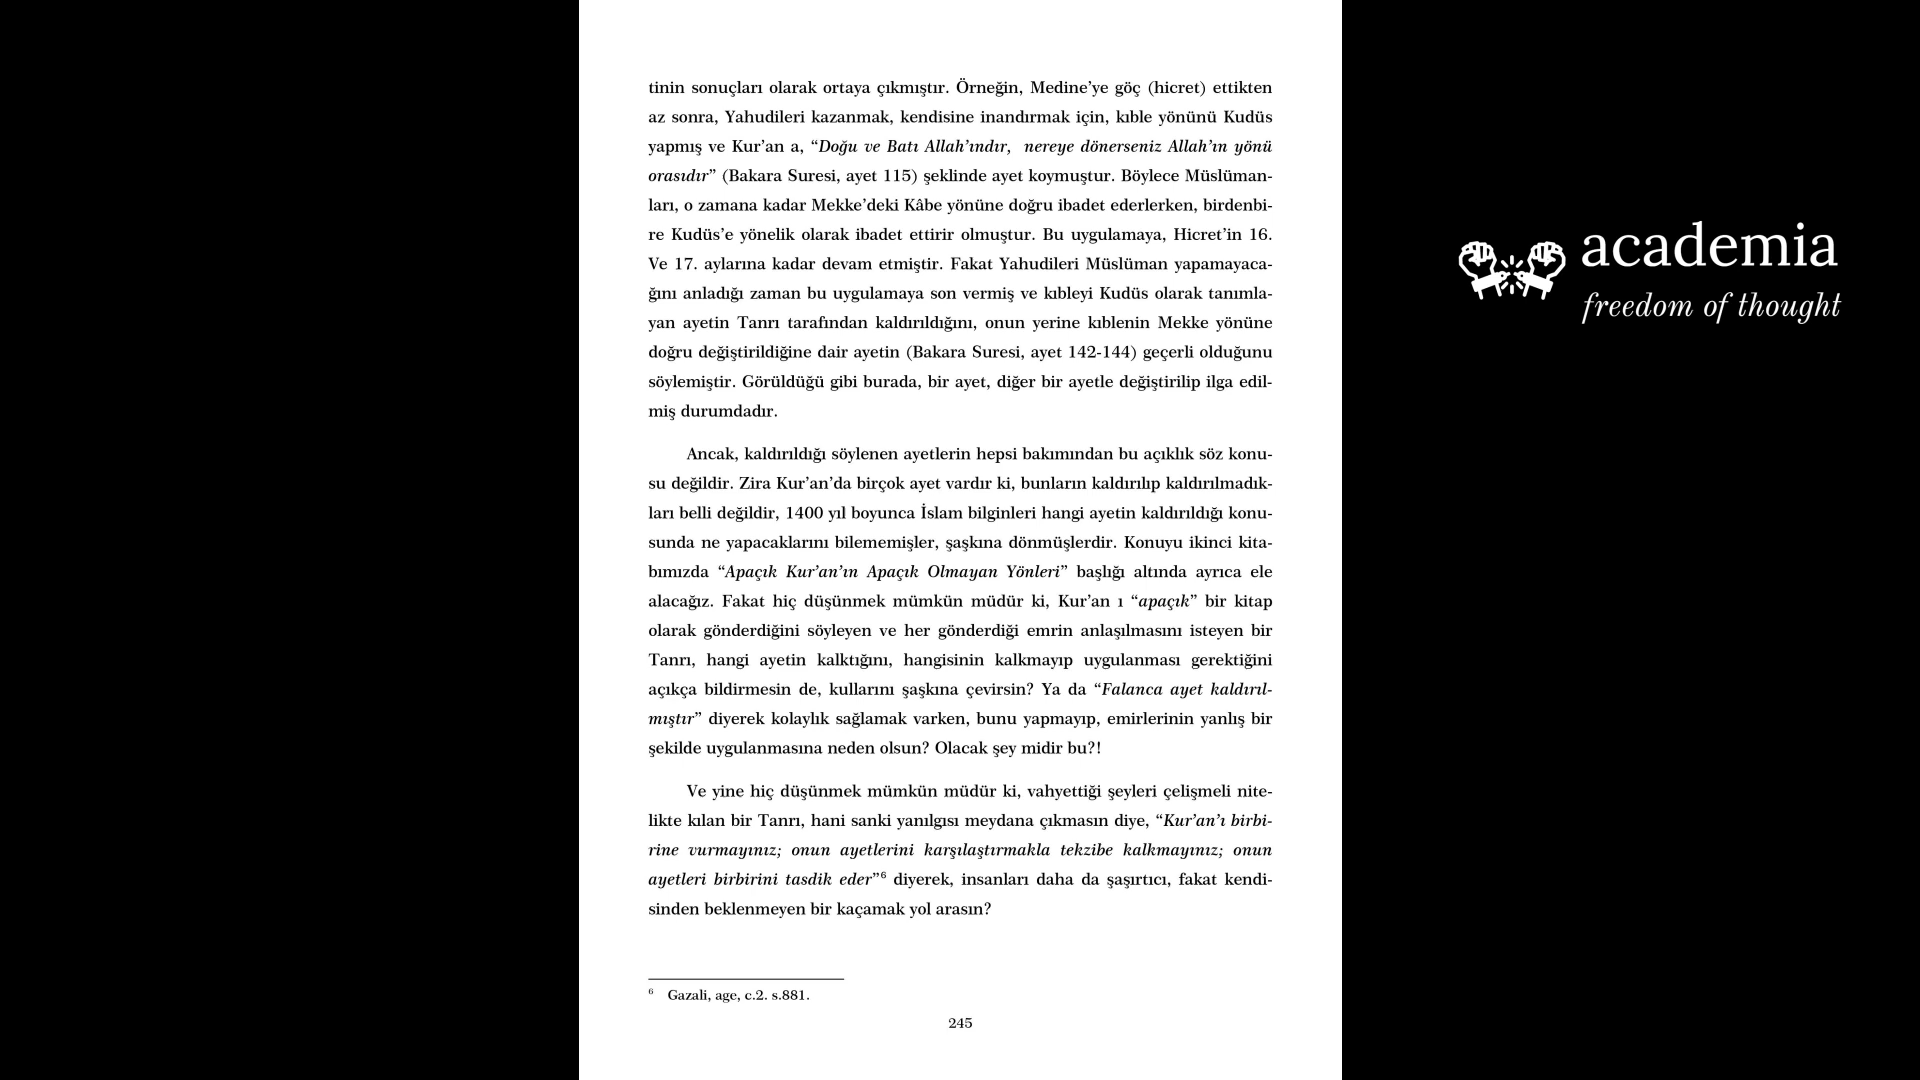 tinin sonuçları olarak ortaya çıkmıştır. Örneğin, Medine’ye göç (hicret) ettikten
az sonra, Yahudileri kazanmak, kendisine inandırmak için, kıble yönünü Kudüs
yapmış ve Kur’an a, “Doğu ve Batı Allah’ındır, nereye dönerseniz Allah’ın yönü
orasıdır” (Bakara Suresi, ayet 115) şeklinde ayet koymuştur. Böylece Müslüman-
ları, o zamana kadar Mekke’deki Kâbe yönüne doğru ibadet ederlerken, birdenbi-
re Kudüs’e yönelik olarak ibadet ettirir olmuştur. Bu uygulamaya, Hicret’in 16.
Ve 17. aylarına kadar devam etmiştir. Fakat Yahudileri Müslüman yapamayaca-
ğını anladığı zaman bu uygulamaya son vermiş ve kıbleyi Kudüs olarak tanımla-
yan ayetin Tanrı tarafından kaldırıldığını, onun yerine kıblenin Mekke yönüne
doğru değiştirildiğine dair ayetin (Bakara Suresi, ayet 142-144) geçerli olduğunu
söylemiştir. Görüldüğü gibi burada, bir ayet, diğer bir ayetle değiştirilip ilga edil-
miş durumdadır.
Ancak, kaldırıldığı söylenen ayetlerin hepsi bakımından bu açıklık söz konu-
su değildir. Zira Kur’an’da birçok ayet vardır ki, bunların kaldırılıp kaldırılmadık-
ları belli değildir, 1400 yıl boyunca İslam bilginleri hangi ayetin kaldırıldığı konu-
sunda ne yapacaklarını bilememişler, şaşkına dönmüşlerdir. Konuyu ikinci kita-
bımızda “Apaçık Kur’an’ın Apaçık Olmayan Yönleri” başlığı altında ayrıca ele
alacağız. Fakat hiç düşünmek mümkün müdür ki, Kur’an ı “apaçık” bir kitap
olarak gönderdiğini söyleyen ve her gönderdiği emrin anlaşılmasını isteyen bir
Tanrı, hangi ayetin kalktığını, hangisinin kalkmayıp uygulanması gerektiğini
açıkça bildirmesin de, kullarını şaşkına çevirsin? Ya da “Falanca ayet kaldırıl-
mıştır” diyerek kolaylık sağlamak varken, bunu yapmayıp, emirlerinin yanlış bir
şekilde uygulanmasına neden olsun? Olacak şey midir bu?!
Ve yine hiç düşünmek mümkün müdür ki, vahyettiği şeyleri çelişmeli nite-
likte kılan bir Tanrı, hani sanki yanılgısı meydana çıkmasın diye, “Kur’an’ı birbi-
rine vurmayınız; onun ayetlerini karşılaştırmakla tekzibe kalkmayınız; onun
ayetleri birbirini tasdik eder”⁶ diyerek, insanları daha da şaşırtıcı, fakat kendi-
sinden beklenmeyen bir kaçamak yol arasın?
⁶ Gazali, age, c.2. s.881.
245
academia
freedom of thought